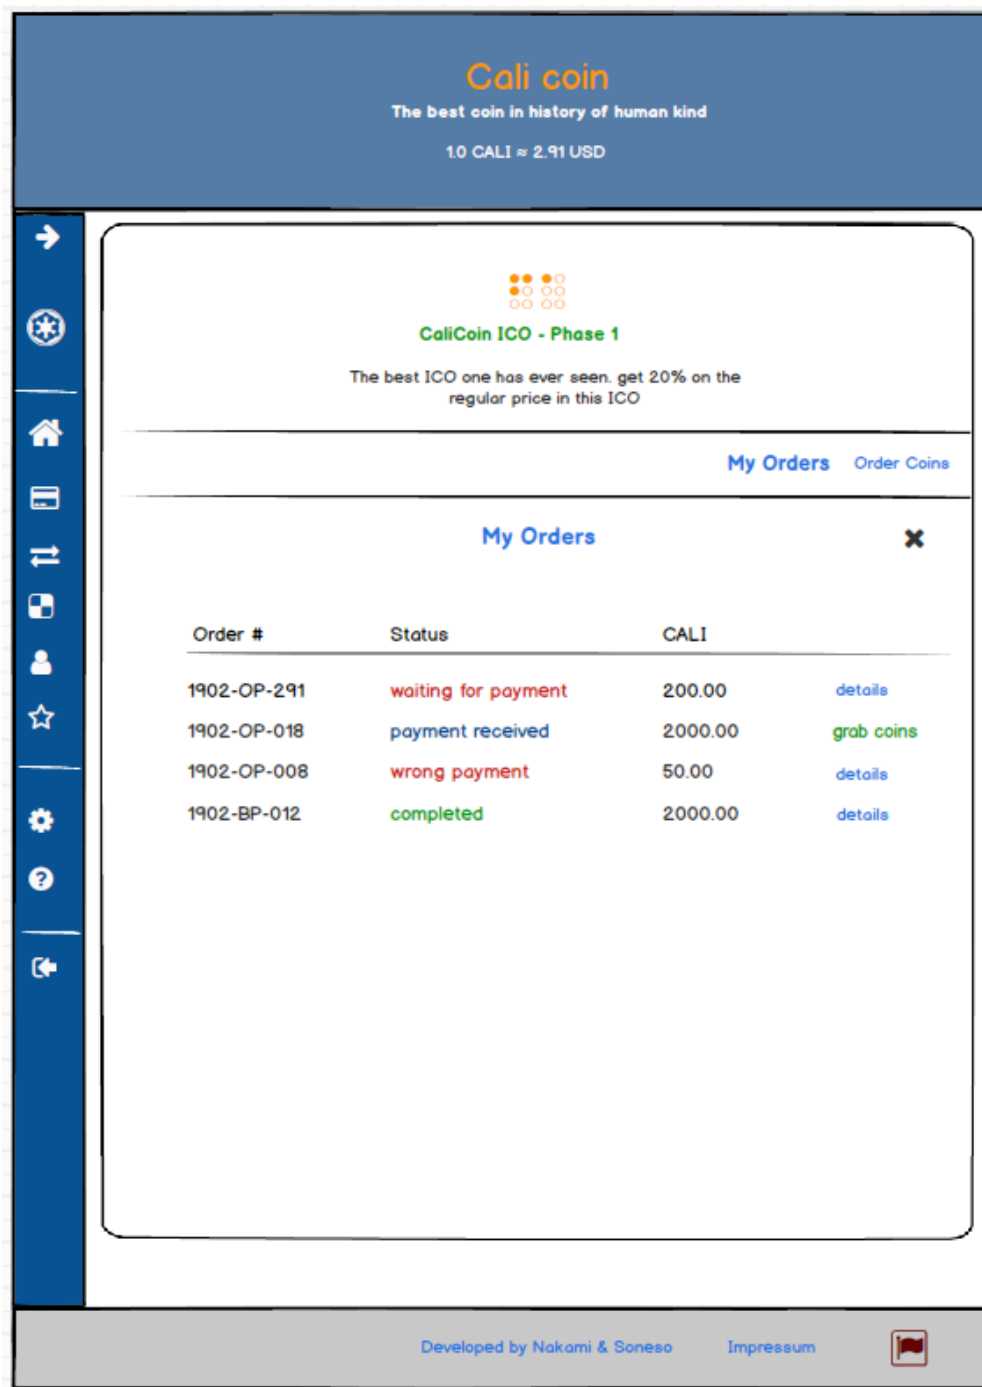 Cali coin
The best coin in history of human kind
1.0 CALI ≈ 2.91 USD
CaliCoin ICO - Phase 1
The best ICO one has ever seen. get 20% on the
regular price in this ICO
My Orders Order Coins
My Orders
Order # Status CALI
1902-OP-291 waiting for payment 200.00 details
1902-OP-018 payment received 2000.00 grab coins
1902-OP-008 wrong payment 50.00 details
1902-BP-012 completed 2000.00 details
Developed by Nakami & Soneso Impressum